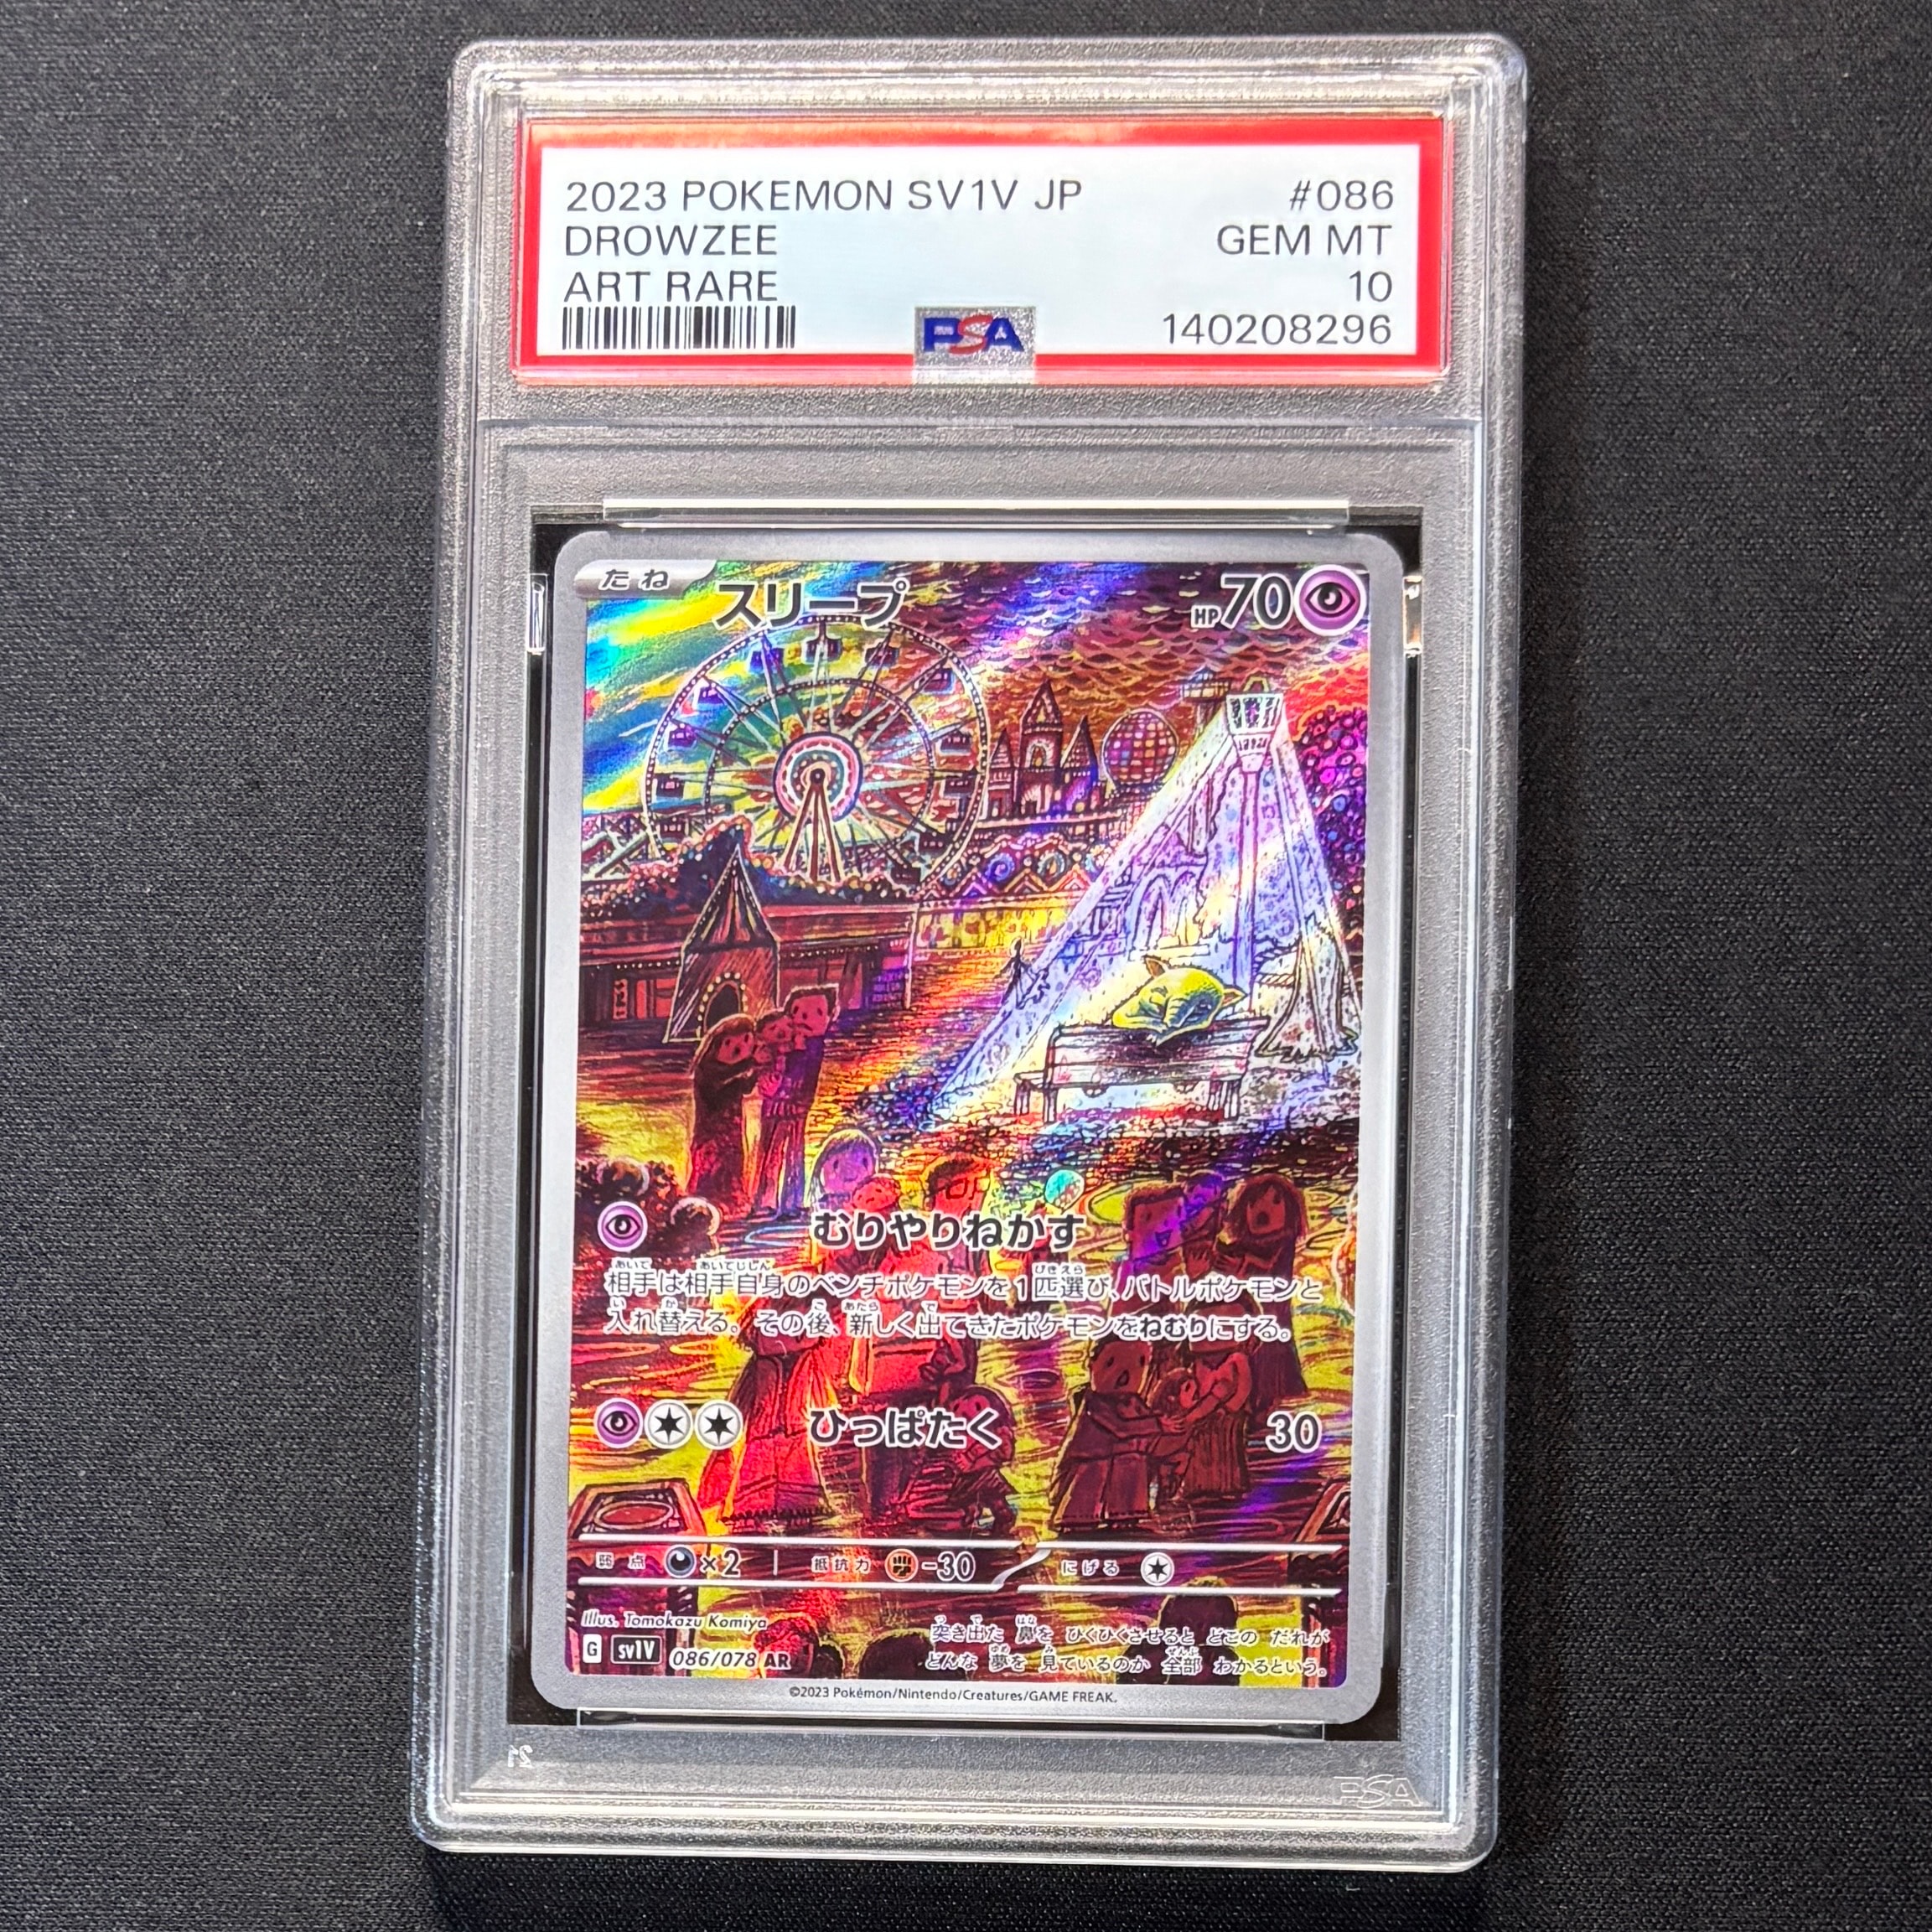 2023 POKEMON SV1V JP #086
DROWZEE GEM MT
ART RARE 10
PSA 140208296
たね スリープ HP70
むりやりねかす
相手は相手自身のベンチポケモンを1匹選び、バトルポケモンと
入れ替える。その後、新しく出てきたポケモンをねむりにする。
ひっぱたく 30
弱点 ×2 抵抗力 -30 にげる
Illus. Tomokazu Komiya
G sv1V 086/078 AR
突き出た 鼻を ひくひくさせると どこの だれが
どんな 夢を 見ているのか 全部 わかるという。
©2023 Pokémon/Nintendo/Creatures/GAME FREAK.
PSA